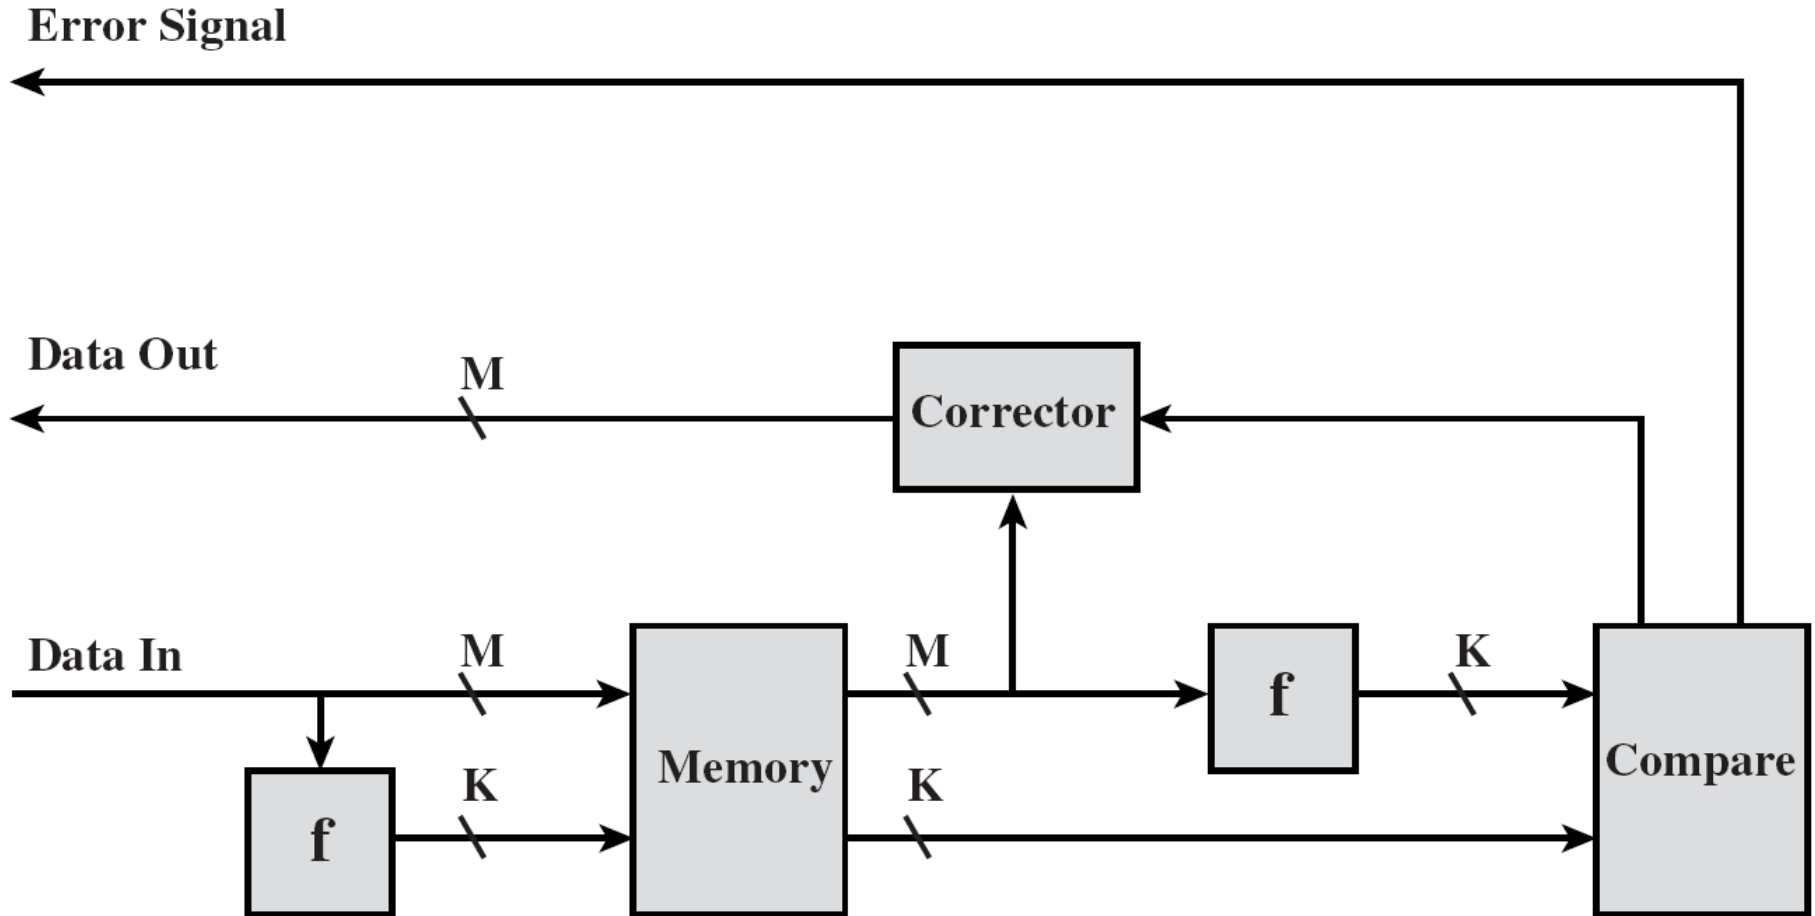 Error Signal
Data Out
M
Corrector
Data In
M
M
K
f
Memory
Compare
K
K
f